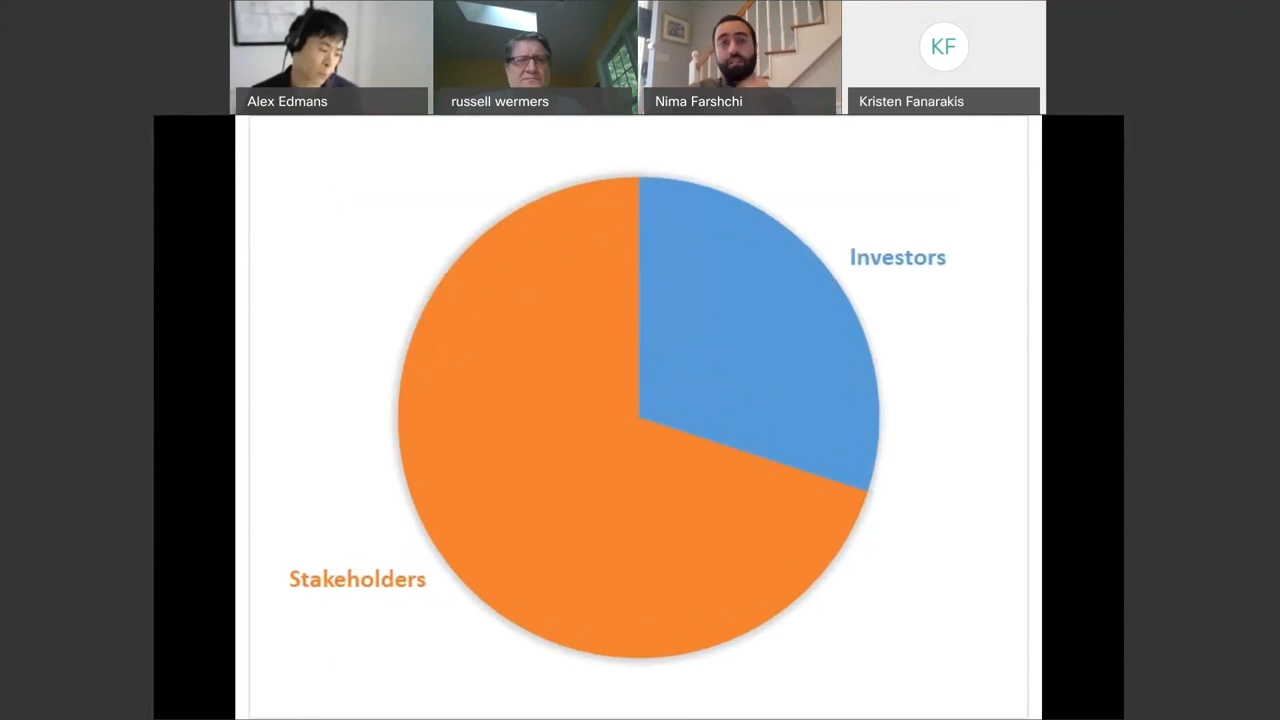 KF
Alex Edmans
russell wermers
Nima Farshchi
Kristen Fanarakis
Investors
Stakeholders